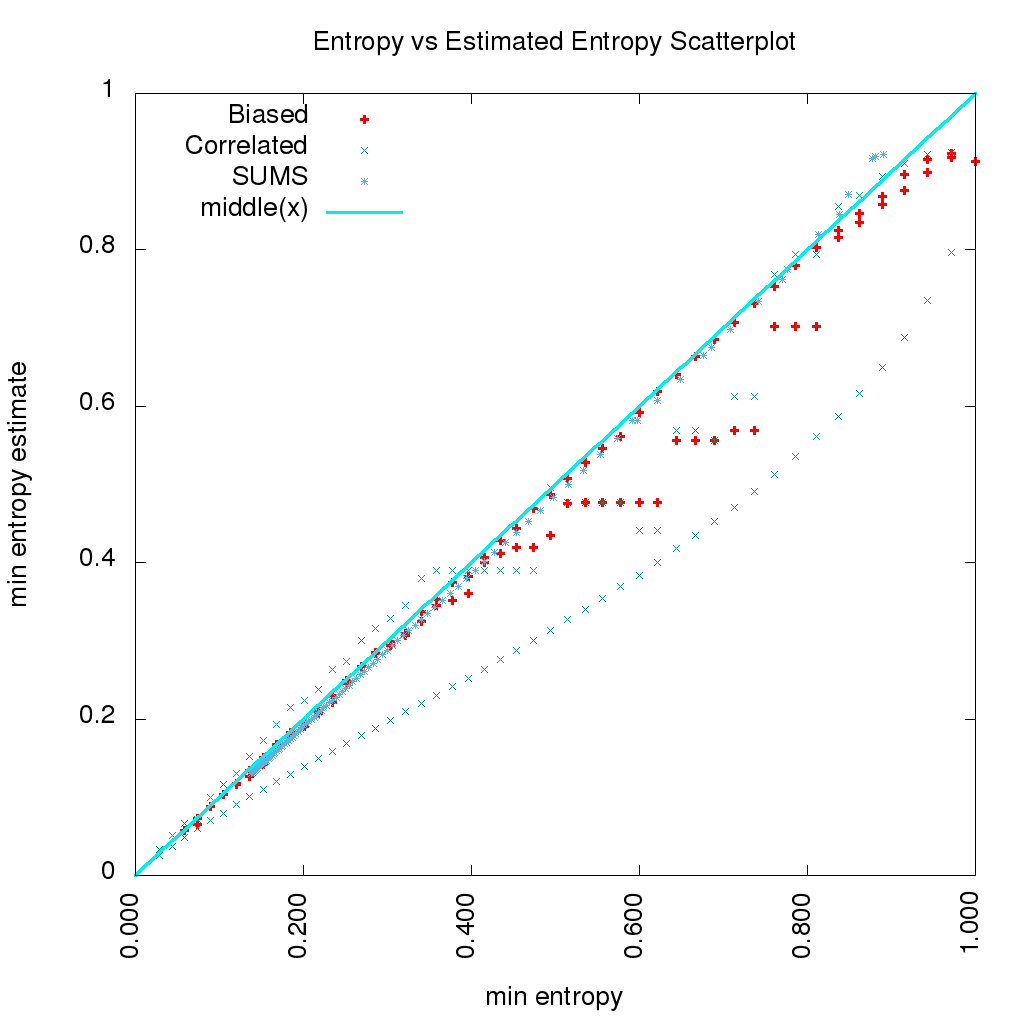 Entropy vs Estimated Entropy Scatterplot
1
Biased
Correlated
SUMS
middle(x)
0.8
0.6
min entropy estimate
0.4
0.2
0
0.000
0.200
0.400
0.600
0.800
1.000
min entropy